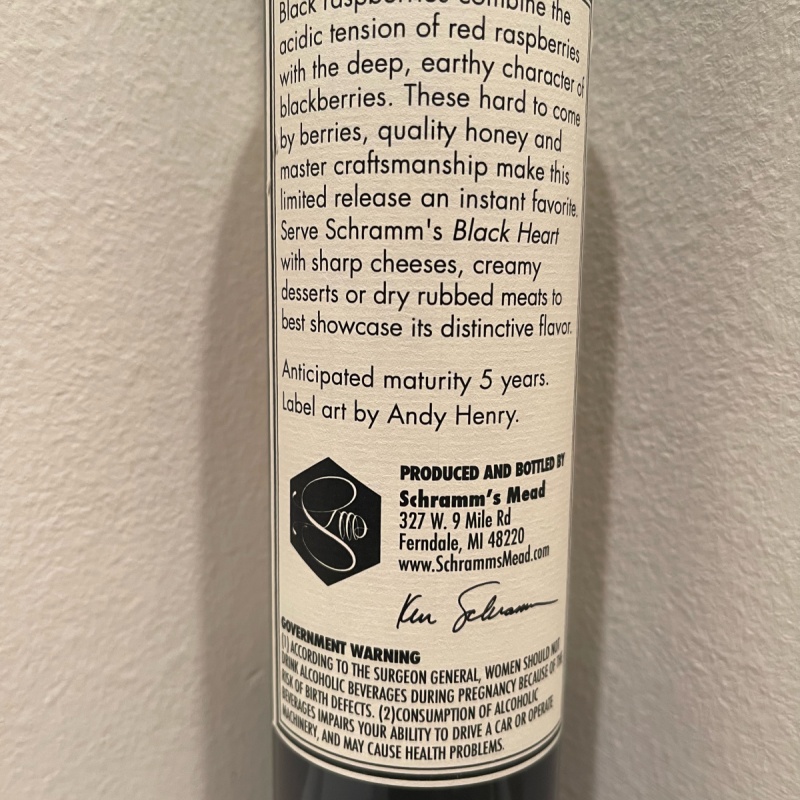 Black raspberries combine the
acidic tension of red raspberries
with the deep, earthy character of
blackberries. These hard to come
by berries, quality honey and
master craftsmanship make this
limited release an instant favorite.
Serve Schramm's Black Heart
with sharp cheeses, creamy
desserts or dry rubbed meats to
best showcase its distinctive flavor.
Anticipated maturity 5 years.
Label art by Andy Henry.
PRODUCED AND BOTTLED BY
Schramm's Mead
327 W. 9 Mile Rd
Ferndale, MI 48220
www.SchrammsMead.com
Ken Schramm
GOVERNMENT WARNING
(1) ACCORDING TO THE SURGEON GENERAL, WOMEN SHOULD NOT
DRINK ALCOHOLIC BEVERAGES DURING PREGNANCY BECAUSE OF THE
RISK OF BIRTH DEFECTS. (2)CONSUMPTION OF ALCOHOLIC
BEVERAGES IMPAIRS YOUR ABILITY TO DRIVE A CAR OR OPERATE
MACHINERY, AND MAY CAUSE HEALTH PROBLEMS.